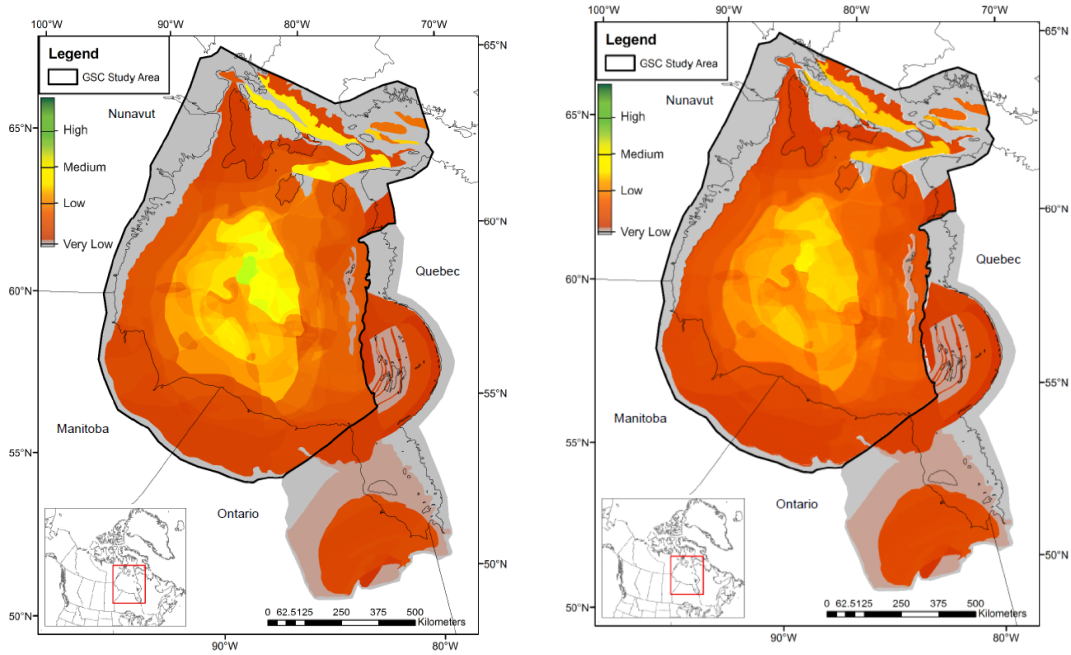 100°W 90°W 80°W 70°W
Legend
GSC Study Area
65°N
Nunavut
High
65°N
Medium
Low
Very Low
60°N
Quebec
60°N
55°N
Manitoba
55°N
Ontario
50°N
0 62.5125 250 375 500
Kilometers
50°N
90°W 80°W
100°W 90°W 80°W 70°W
Legend
GSC Study Area
65°N
Nunavut
High
65°N
Medium
Low
Very Low
60°N
Quebec
60°N
55°N
Manitoba
55°N
Ontario
50°N
50°N
0 62.5125 250 375 500
Kilometers
90°W 80°W